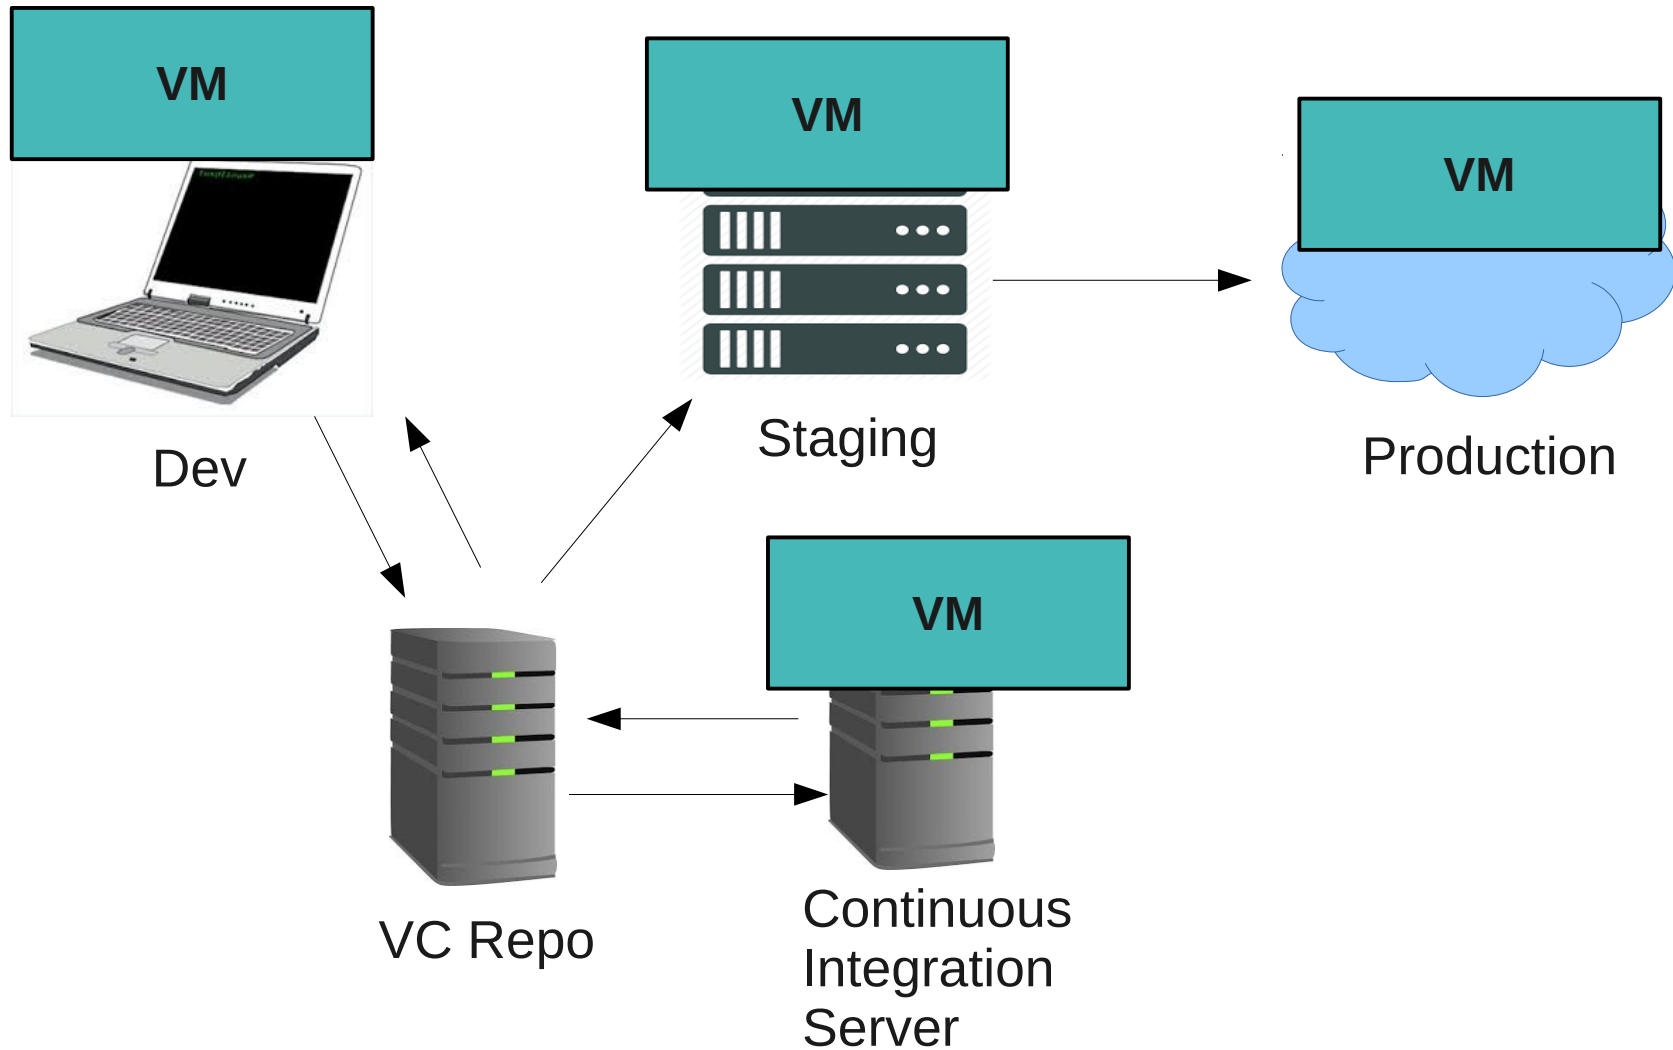 VM
VM
VM
Dev
Staging
Production
VM
VC Repo
Continuous
Integration
Server